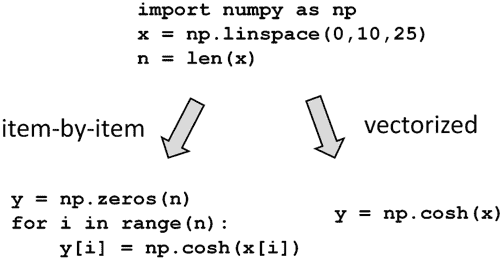 import numpy as np
x = np.linspace(0,10,25)
n = len(x)
item-by-item
vectorized
y = np.zeros(n)
for i in range(n):
    y[i] = np.cosh(x[i])
y = np.cosh(x)